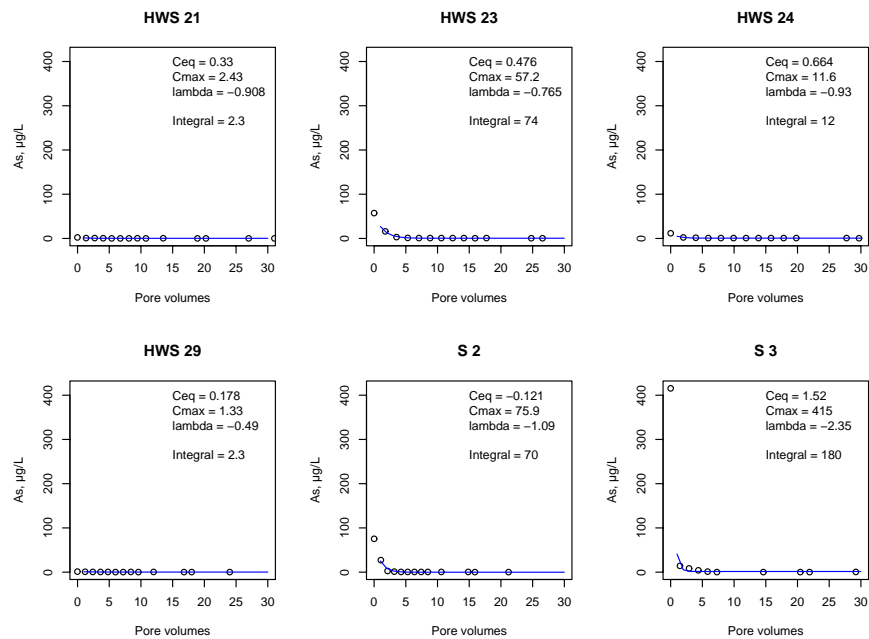 HWS 21
Ceq = 0.33
Cmax = 2.43
lambda = −0.908
Integral = 2.3
As, µg/L
0 100 200 300 400
0 5 10 15 20 25 30
Pore volumes
HWS 23
Ceq = 0.476
Cmax = 57.2
lambda = −0.765
Integral = 74
As, µg/L
0 100 200 300 400
0 5 10 15 20 25 30
Pore volumes
HWS 24
Ceq = 0.664
Cmax = 11.6
lambda = −0.93
Integral = 12
As, µg/L
0 100 200 300 400
0 5 10 15 20 25 30
Pore volumes
HWS 29
Ceq = 0.178
Cmax = 1.33
lambda = −0.49
Integral = 2.3
As, µg/L
0 100 200 300 400
0 5 10 15 20 25 30
Pore volumes
S 2
Ceq = −0.121
Cmax = 75.9
lambda = −1.09
Integral = 70
As, µg/L
0 100 200 300 400
0 5 10 15 20 25 30
Pore volumes
S 3
Ceq = 1.52
Cmax = 415
lambda = −2.35
Integral = 180
As, µg/L
0 100 200 300 400
0 5 10 15 20 25 30
Pore volumes